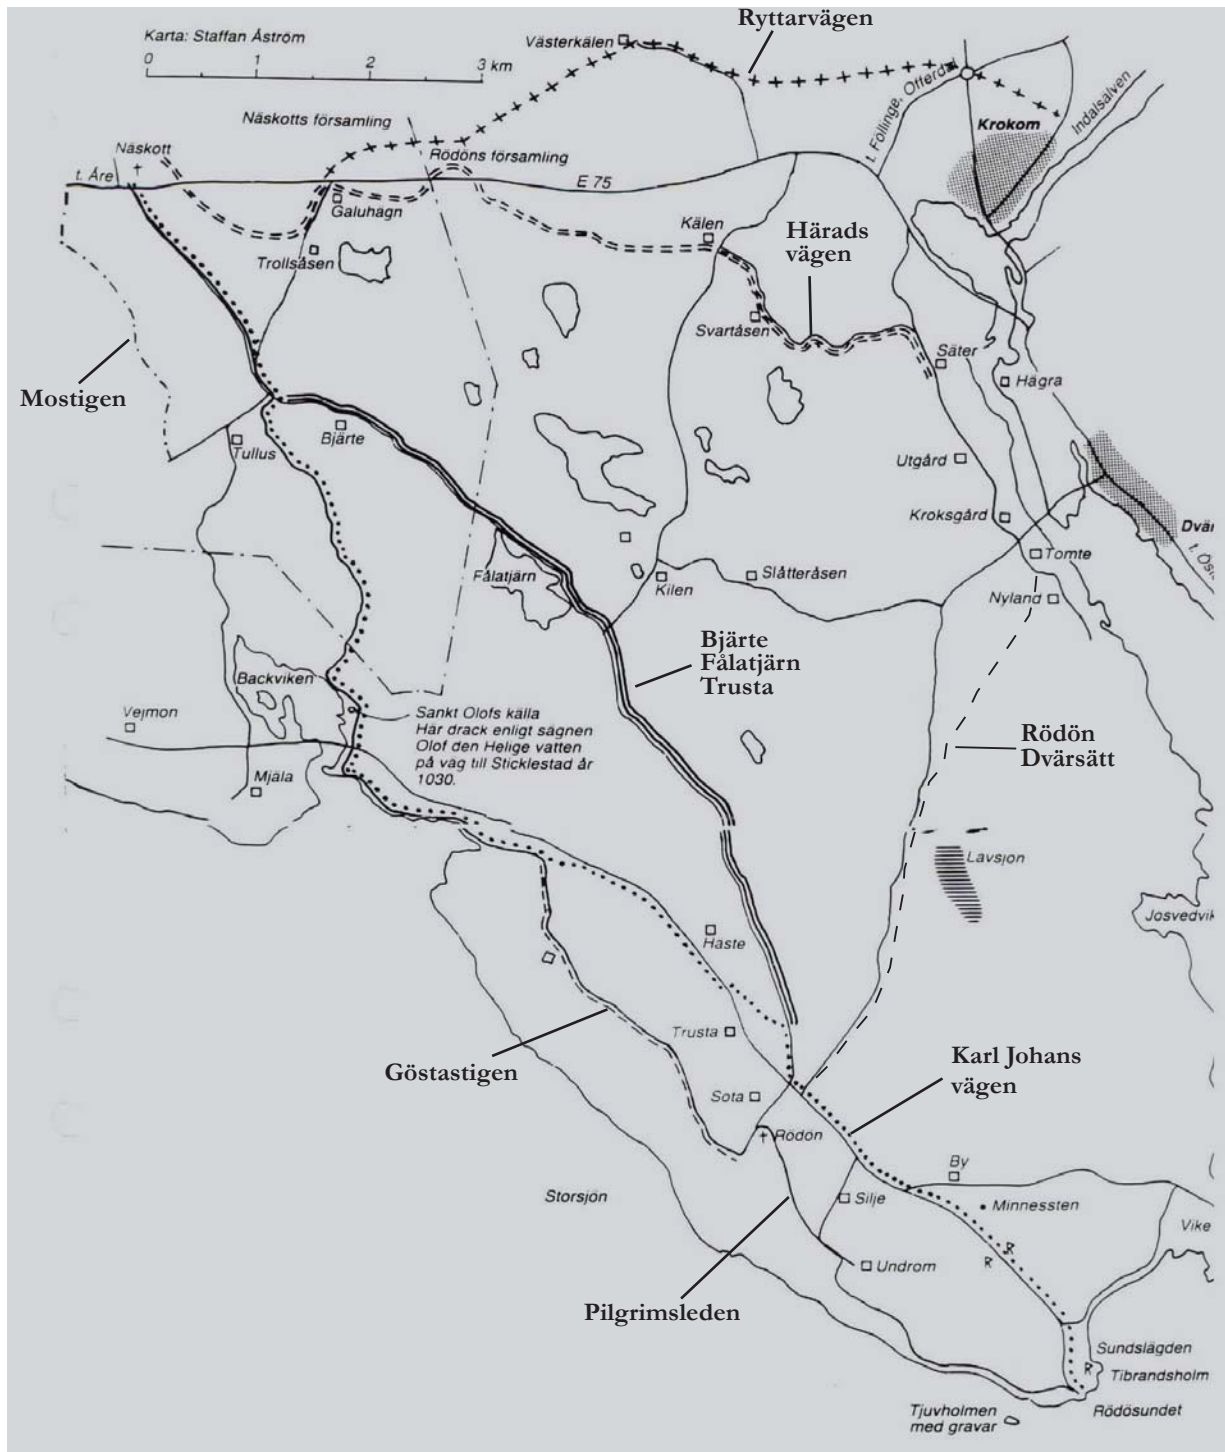 Ryttarvägen
Karta: Staffan Åström
0 1 2 3 km
Västerkälen
t. Föllinge, Offerdal
Indalsälven
Krokom
Näskotts församling
Rödöns församling
Näskott
t. Åre
E 75
Galuhagn
Trollsåsen
Kälen
Härads
vägen
Svartåsen
Säter
Hägra
Mostigen
Tullus
Bjärte
Utgård
Kroksgård
Dvär
t. Ös
Tomte
Fålatjärn
Kilen
Slåtteråsen
Nyland
Bjärte
Fålatjärn
Trusta
Backviken
Vejmon
Sankt Olofs källa
Här drack enligt sägnen
Olof den Helige vatten
på väg till Sticklestad år
1030.
Rödön
Dvärsätt
Mjäla
Lavsjön
Josvedvik
Haste
Trusta
Göstastigen
Karl Johans
vägen
Sota
Rödön
By
Storsjön
Silje
Minnessten
Vike
R
R
Undrom
Pilgrimsleden
Sundslägden
R
Tibrandsholm
Tjuvholmen
med gravar
Rödösundet